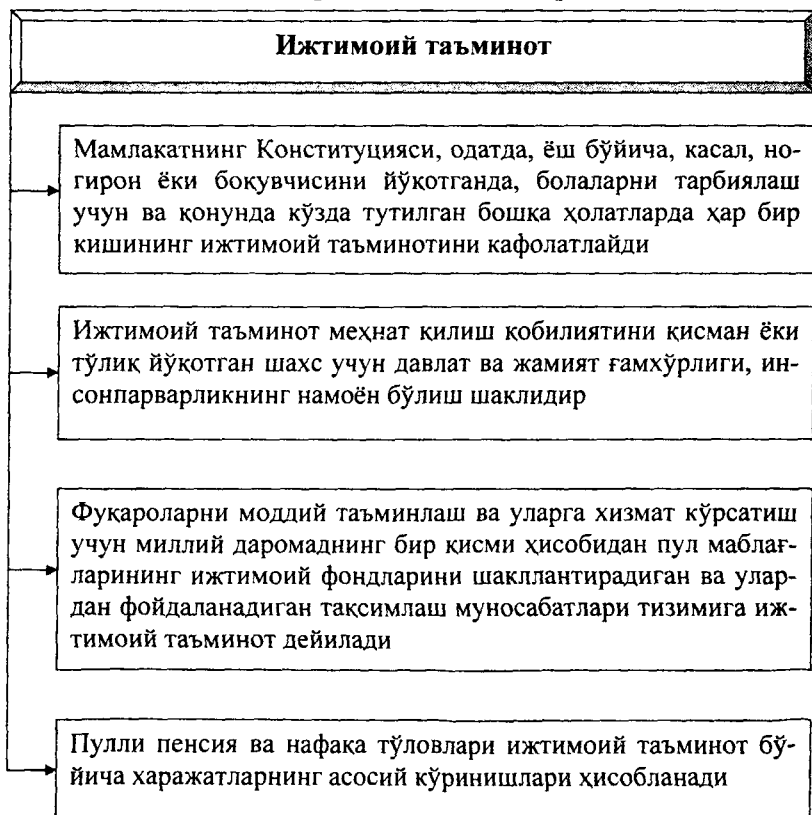 Ижтимоий таъминот
Мамлакатнинг Конституцияси, одатда, ёш бўйича, касал, но-
гирон ёки боқувчисини йўқотганда, болаларни тарбиялаш
учун ва қонунда кўзда тутилган бошқа ҳолатларда ҳар бир
кишининг ижтимоий таъминотини кафолатлайди
Ижтимоий таъминот меҳнат қилиш қобилиятини қисман ёки
тўлиқ йўқотган шахс учун давлат ва жамият ғамхўрлиги, ин-
сонпарварликнинг намоён бўлиш шаклидир
Фуқароларни моддий таъминлаш ва уларга хизмат кўрсатиш
учун миллий даромаднинг бир қисми ҳисобидан пул маблағ-
ларининг ижтимоий фондларини шакллантирадиган ва улар-
дан фойдаланадиган тақсимлаш муносабатлари тизимига иж-
тимоий таъминот дейилади
Пулли пенсия ва нафақа тўловлари ижтимоий таъминот бў-
йича харажатларнинг асосий кўринишлари ҳисобланади